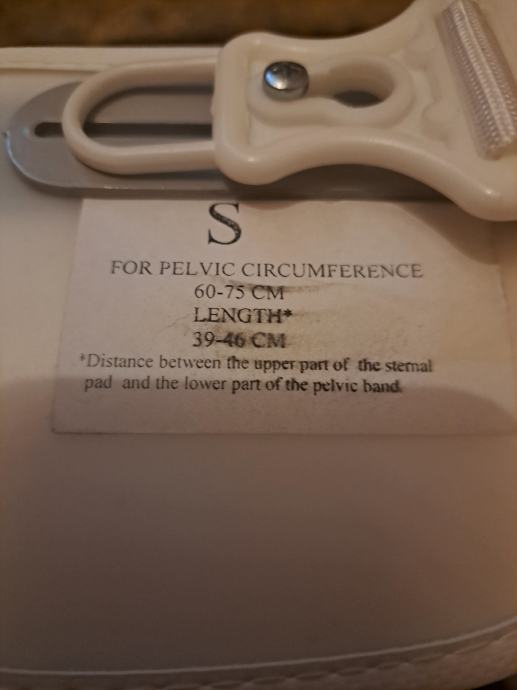 S
FOR PELVIC CIRCUMFERENCE
60-75 CM
LENGTH*
39-46 CM
*Distance between the upper part of the sternal
pad and the lower part of the pelvic band.